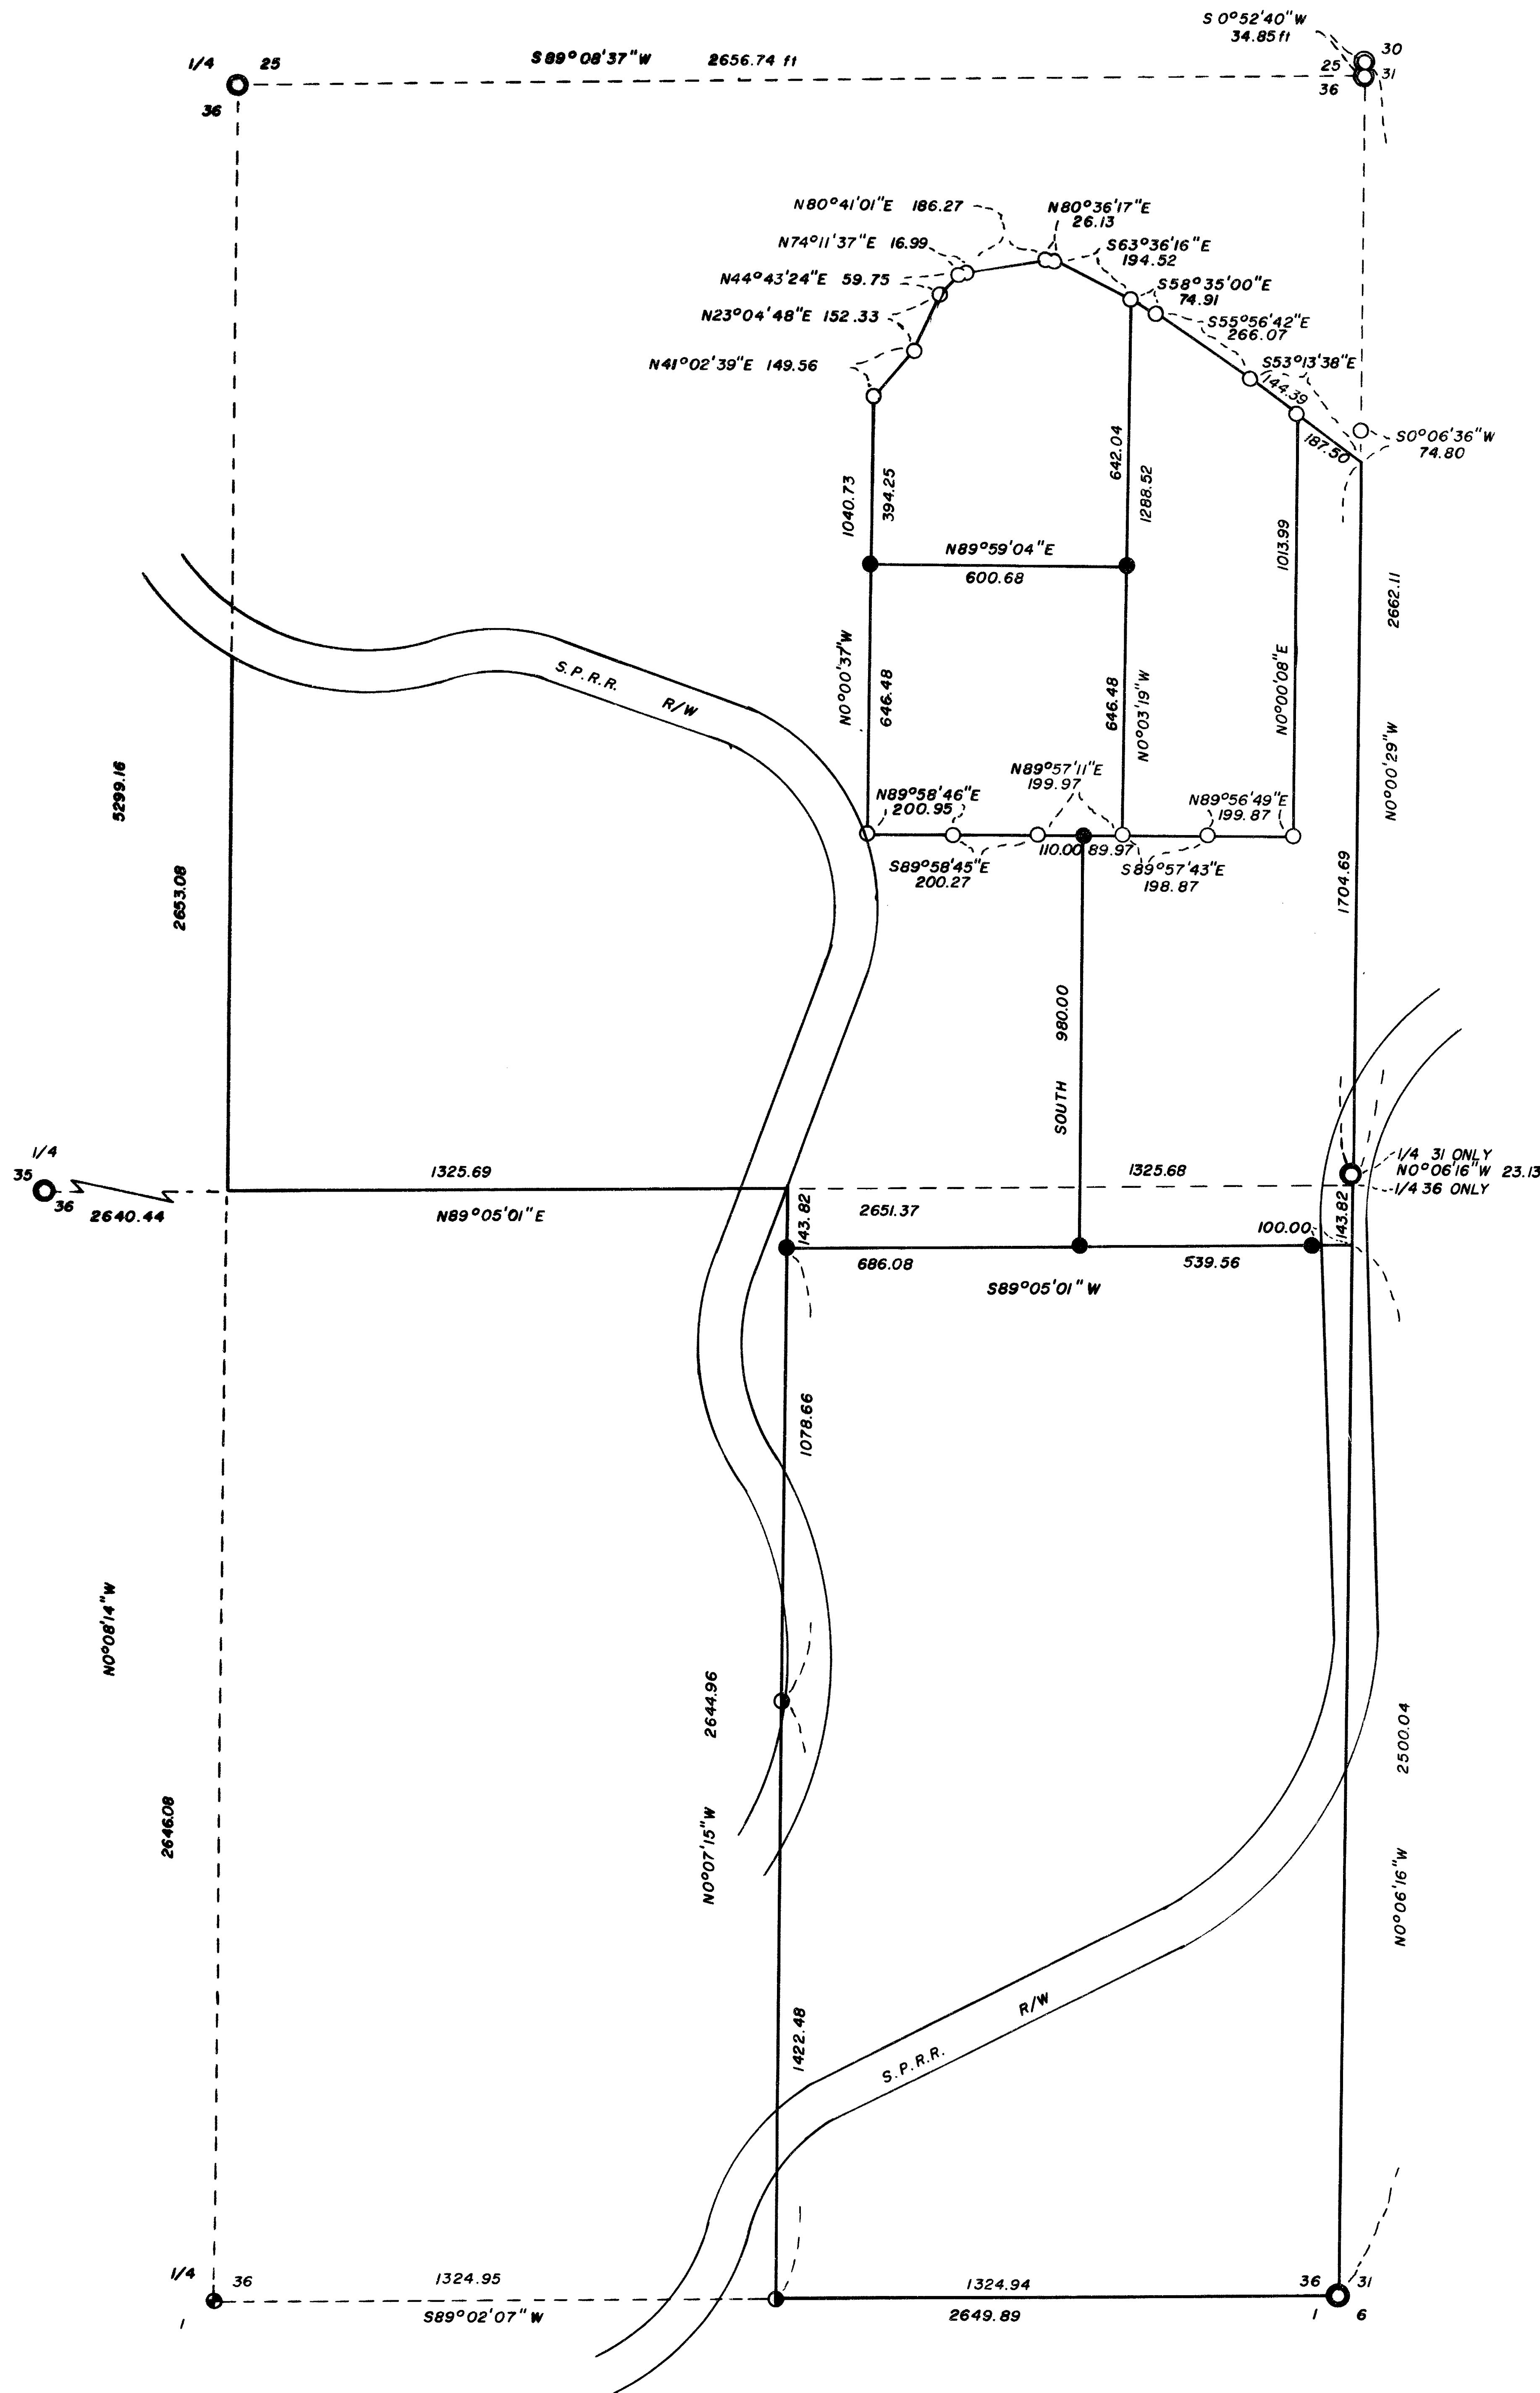 S 0°52'40"W
34.85 ft
30
25
31
36
1/4
25
S89°08'37"W 2656.74 ft
36
N80°41'01"E 186.27
N80°36'17"E
26.13
N74°11'37"E 16.99
S63°36'16"E
194.52
N44°43'24"E 59.75
S58°35'00"E
74.91
N23°04'48"E 152.33
S55°56'42"E
266.07
N41°02'39"E 149.56
S53°13'38"E
144.39
187.50
S0°06'36"W
74.80
1040.73
394.25
642.04
1288.52
1013.99
2662.11
N89°59'04"E
600.68
N0°00'37"W
646.48
646.48
N0°03'19"W
N0°00'08"E
N0°00'29"W
S.P.R.R. R/W
5299.16
2653.08
N89°58'46"E
200.95
N89°57'11"E
199.97
N89°56'49"E
199.87
S89°58'45"E
200.27
110.00
89.97
S89°57'43"E
198.87
1704.69
SOUTH 980.00
1/4
35
36
2640.44
1325.69
N89°05'01"E
1325.68
2651.37
1/4 31 ONLY
N0°06'16"W 23.13
1/4 36 ONLY
143.82
100.00
143.82
686.08
539.56
S89°05'01"W
1078.66
N0°08'14"W
2644.96
N0°07'15"W
2500.04
N0°06'16"W
2646.08
1422.48
S.P.R.R. R/W
1/4
36
1
1324.95
S89°02'07"W
1324.94
2649.89
36
31
1
6